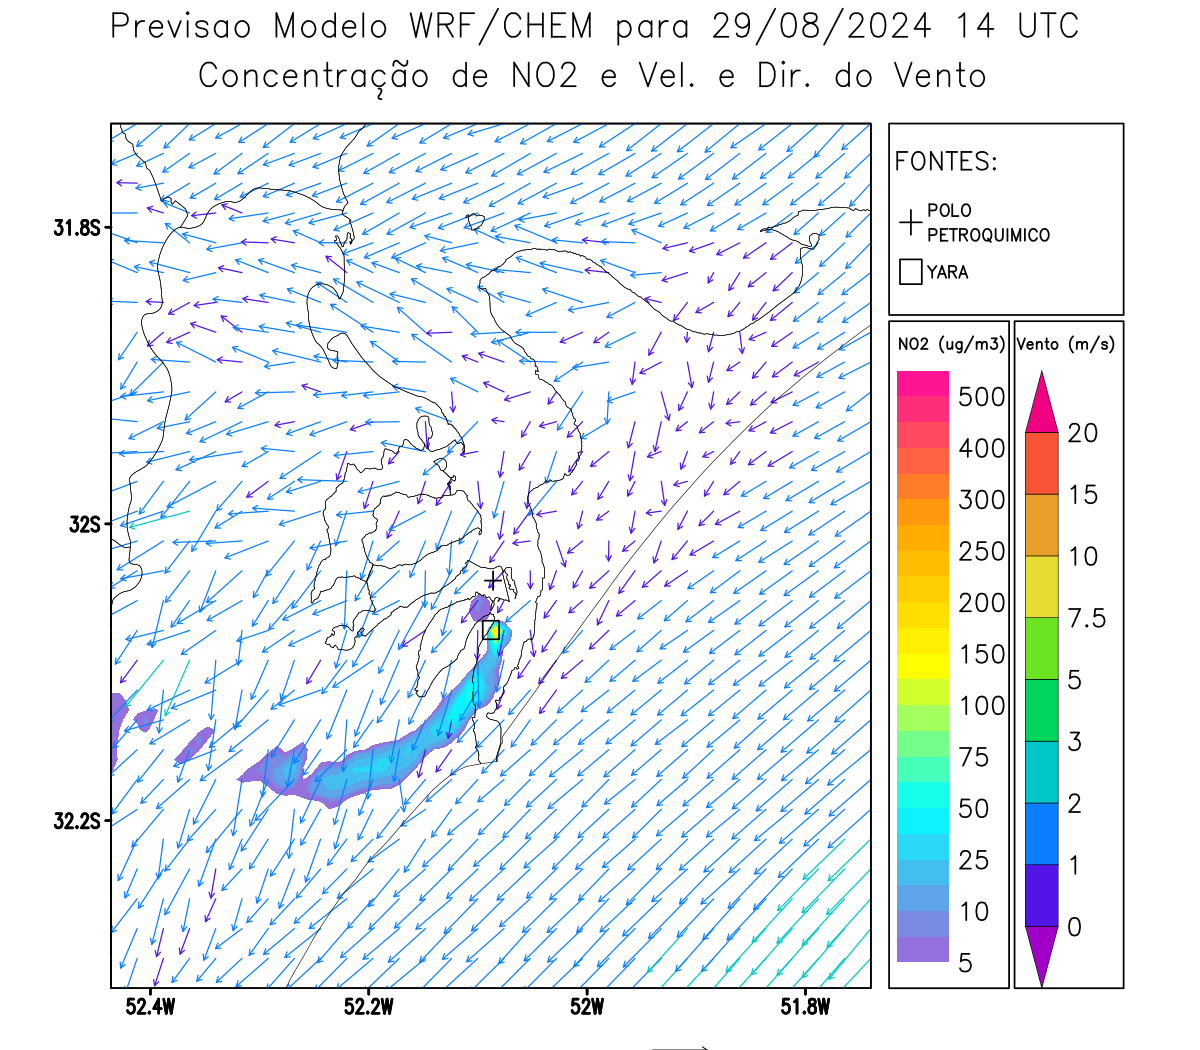 Previsao Modelo WRF/CHEM para 29/08/2024 14 UTC
Concentração de NO2 e Vel. e Dir. do Vento
FONTES:
POLO
PETROQUIMICO
YARA
NO2 (ug/m3)
500
400
300
250
200
150
100
75
50
25
10
5
Vento (m/s)
20
15
10
7.5
5
3
2
1
0
31.8S
32S
32.2S
52.4W
52.2W
52W
51.8W